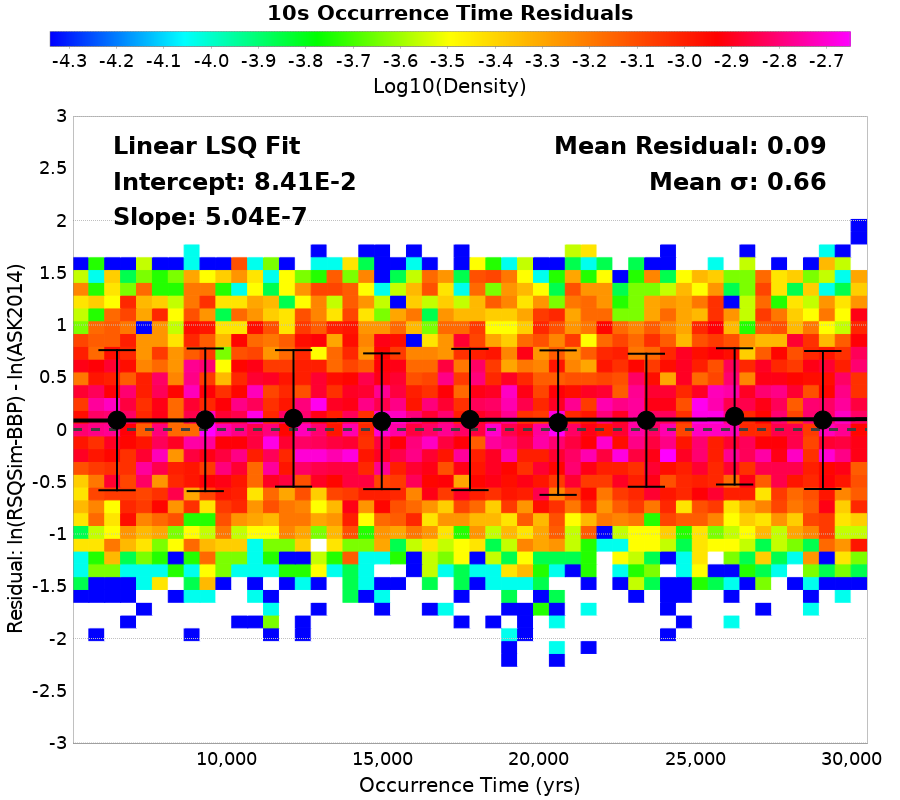 10s Occurrence Time Residuals
-4.3 -4.2 -4.1 -4.0 -3.9 -3.8 -3.7 -3.6 -3.5 -3.4 -3.3 -3.2 -3.1 -3.0 -2.9 -2.8 -2.7
Log10(Density)
Linear LSQ Fit
Intercept: 8.41E-2
Slope: 5.04E-7
Mean Residual: 0.09
Mean σ: 0.66
3
2.5
2
1.5
1
0.5
0
-0.5
-1
-1.5
-2
-2.5
-3
Residual: ln(RSQSim-BBP) - ln(ASK2014)
10,000 15,000 20,000 25,000 30,000
Occurrence Time (yrs)